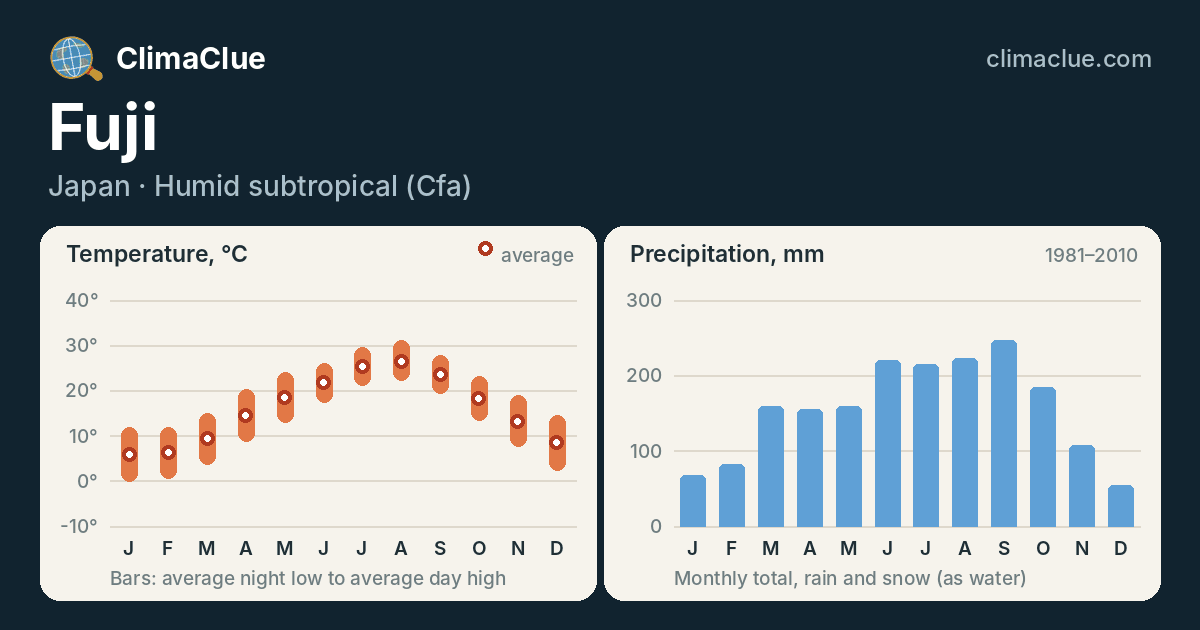 ClimaClue
climaclue.com
Fuji
Japan · Humid subtropical (Cfa)
Temperature, °C
average
40°
30°
20°
10°
0°
-10°
J F M A M J J A S O N D
Bars: average night low to average day high
Precipitation, mm
1981–2010
300
200
100
0
J F M A M J J A S O N D
Monthly total, rain and snow (as water)